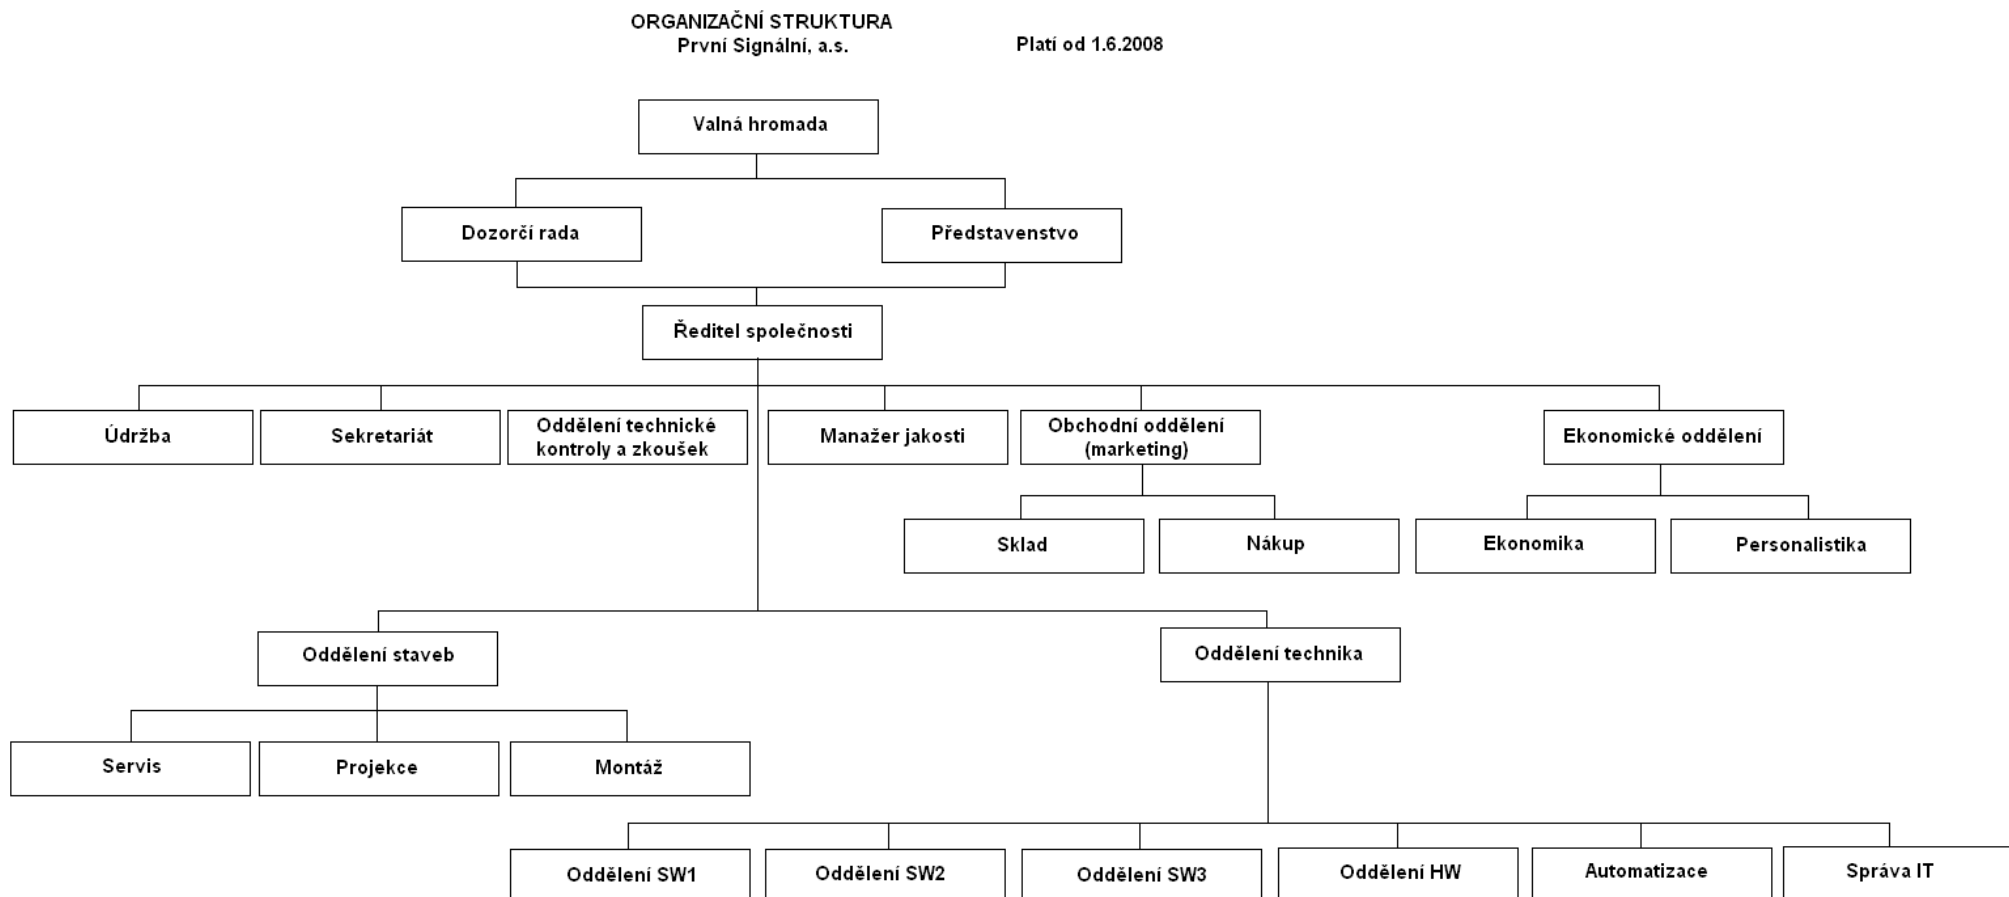 ORGANIZAČNÍ STRUKTURA
První Signální, a.s.
Platí od 1.6.2008
Valná hromada
Dozorčí rada
Představenstvo
Ředitel společnosti
Údržba
Sekretariát
Oddělení technické
kontroly a zkoušek
Manažer jakosti
Obchodní oddělení
(marketing)
Ekonomické oddělení
Sklad
Nákup
Ekonomika
Personalistika
Oddělení staveb
Oddělení technika
Servis
Projekce
Montáž
Oddělení SW1
Oddělení SW2
Oddělení SW3
Oddělení HW
Automatizace
Správa IT